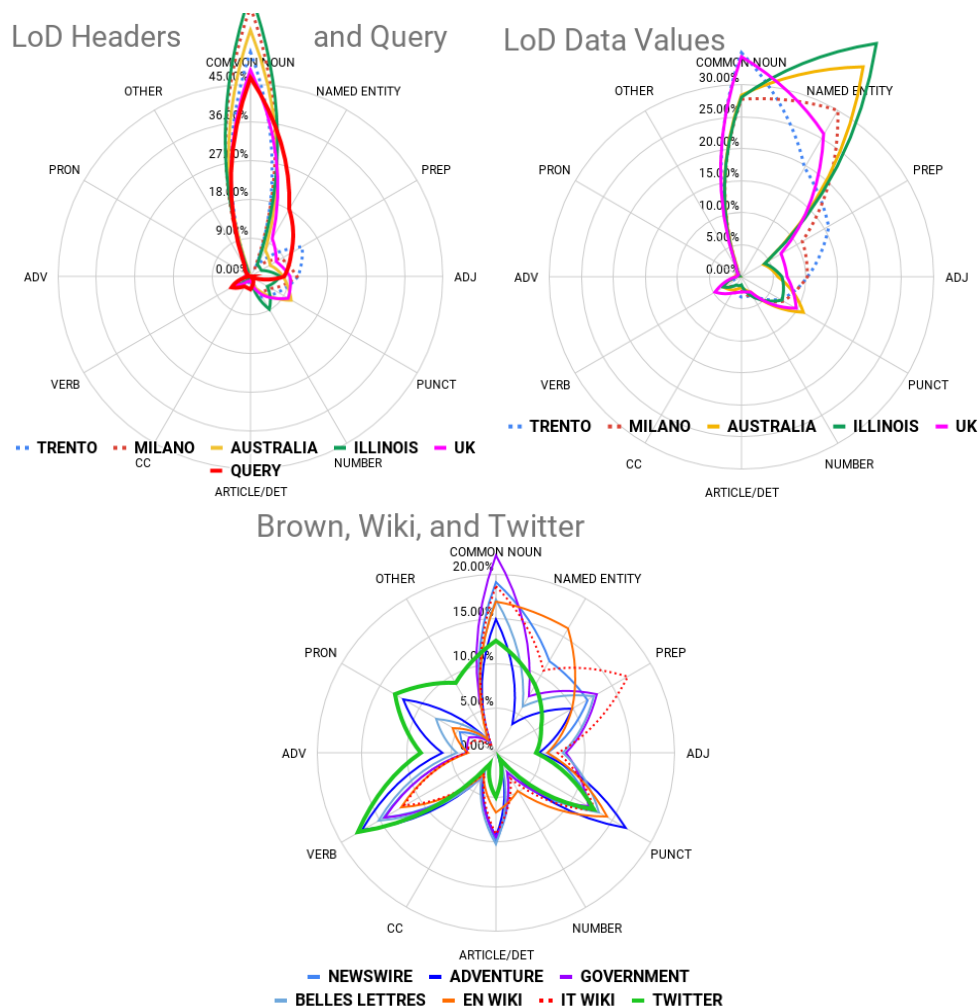 LoD Headers and Query
COMMON NOUN
45.00%
OTHER
NAMED ENTITY
36.
PRON
27.
PREP
18.
9.00%
ADV
0.00%
ADJ
VERB
PUNCT
CC
NUMBER
ARTICLE/DET
TRENTO MILANO AUSTRALIA ILLINOIS UK
QUERY
LoD Data Values
COMMON NOUN
30.00%
NAMED ENTITY
OTHER
25.00%
PRON
20.00%
PREP
15.00%
10.00%
5.00%
ADV
0.00%
ADJ
VERB
PUNCT
TRENTO MILANO AUSTRALIA ILLINOIS UK
CC
NUMBER
ARTICLE/DET
Brown, Wiki, and Twitter
COMMON NOUN
20.00%
OTHER
NAMED ENTITY
15.00%
PRON
PREP
10.00%
5.00%
ADV
0.00%
ADJ
VERB
PUNCT
CC
NUMBER
ARTICLE/DET
NEWSWIRE ADVENTURE GOVERNMENT
BELLES LETTRES EN WIKI IT WIKI TWITTER